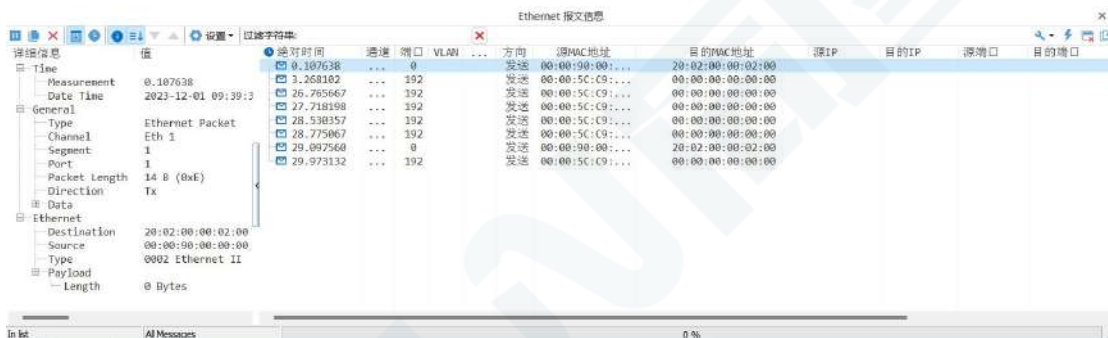 Ethernet 报文信息
设置 过滤字符串:
详细信息 值
Time
Measurement 0.107638
Date Time 2023-12-01 09:39:3
General
Type Ethernet Packet
Channel Eth 1
Segment 1
Port 1
Packet Length 14 B (0xE)
Direction Tx
Data
Ethernet
Destination 20:02:00:00:02:00
Source 00:00:90:00:00:00
Type 0002 Ethernet II
Payload
Length 0 Bytes
绝对时间 通道 端口 VLAN ... 方向 源MAC地址 目的MAC地址 源IP 目的IP 源端口 目的端口
0.107638 ... 0 发送 00:00:90:00:... 20:02:00:00:02:00
3.268102 ... 192 发送 00:00:5C:C9:... 00:00:00:00:00:00
26.765667 ... 192 发送 00:00:5C:C9:... 00:00:00:00:00:00
27.718198 ... 192 发送 00:00:5C:C9:... 00:00:00:00:00:00
28.530357 ... 192 发送 00:00:5C:C9:... 00:00:00:00:00:00
28.775067 ... 192 发送 00:00:5C:C9:... 00:00:00:00:00:00
29.097560 ... 0 发送 00:00:90:00:... 20:02:00:00:02:00
29.973132 ... 192 发送 00:00:5C:C9:... 00:00:00:00:00:00
In list All Messages 0 %